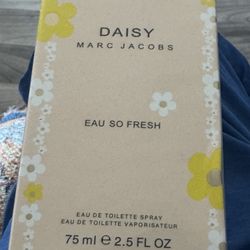 DAISY
MARC JACOBS
EAU SO FRESH
EAU DE TOILETTE SPRAY
EAU DE TOILETTE VAPORISATEUR
75 ml e 2.5 FL OZ